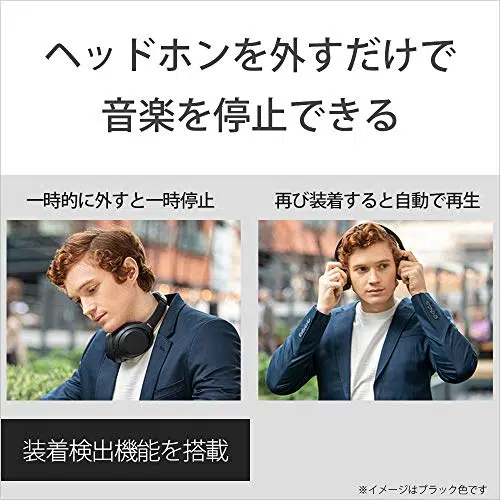 ヘッドホンを外すだけで
音楽を停止できる
一時的に外すと一時停止
再び装着すると自動で再生
装着検出機能を搭載
※イメージはブラック色です